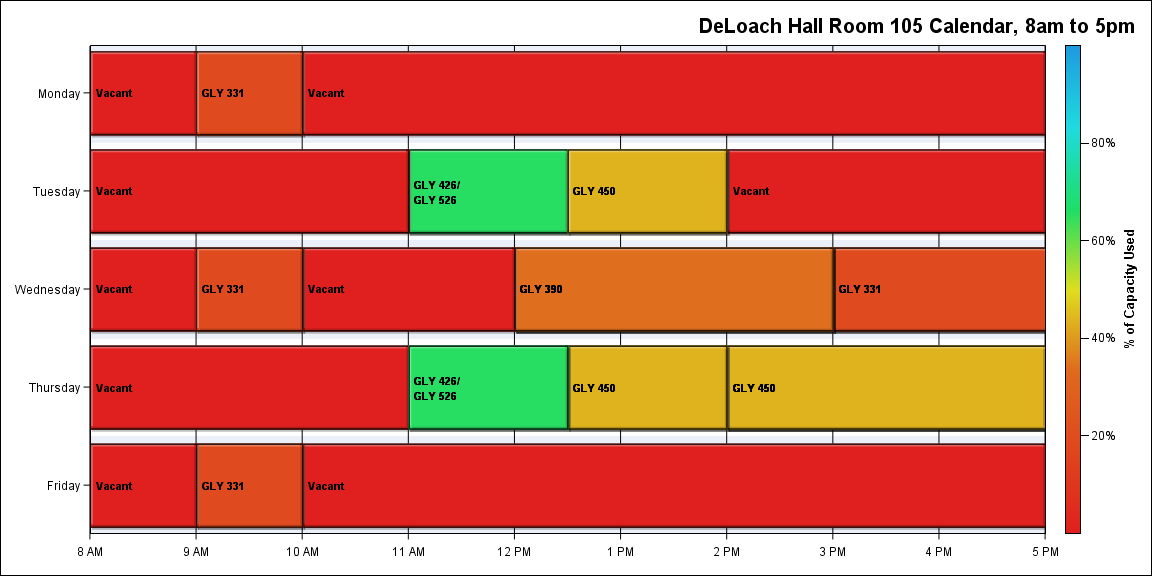 DeLoach Hall Room 105 Calendar, 8am to 5pm
Monday
Vacant
GLY 331
Vacant
Tuesday
Vacant
GLY 426/
GLY 526
GLY 450
Vacant
Wednesday
Vacant
GLY 331
Vacant
GLY 390
GLY 331
Thursday
Vacant
GLY 426/
GLY 526
GLY 450
GLY 450
Friday
Vacant
GLY 331
Vacant
8 AM
9 AM
10 AM
11 AM
12 PM
1 PM
2 PM
3 PM
4 PM
5 PM
80%
60%
40%
20%
% of Capacity Used